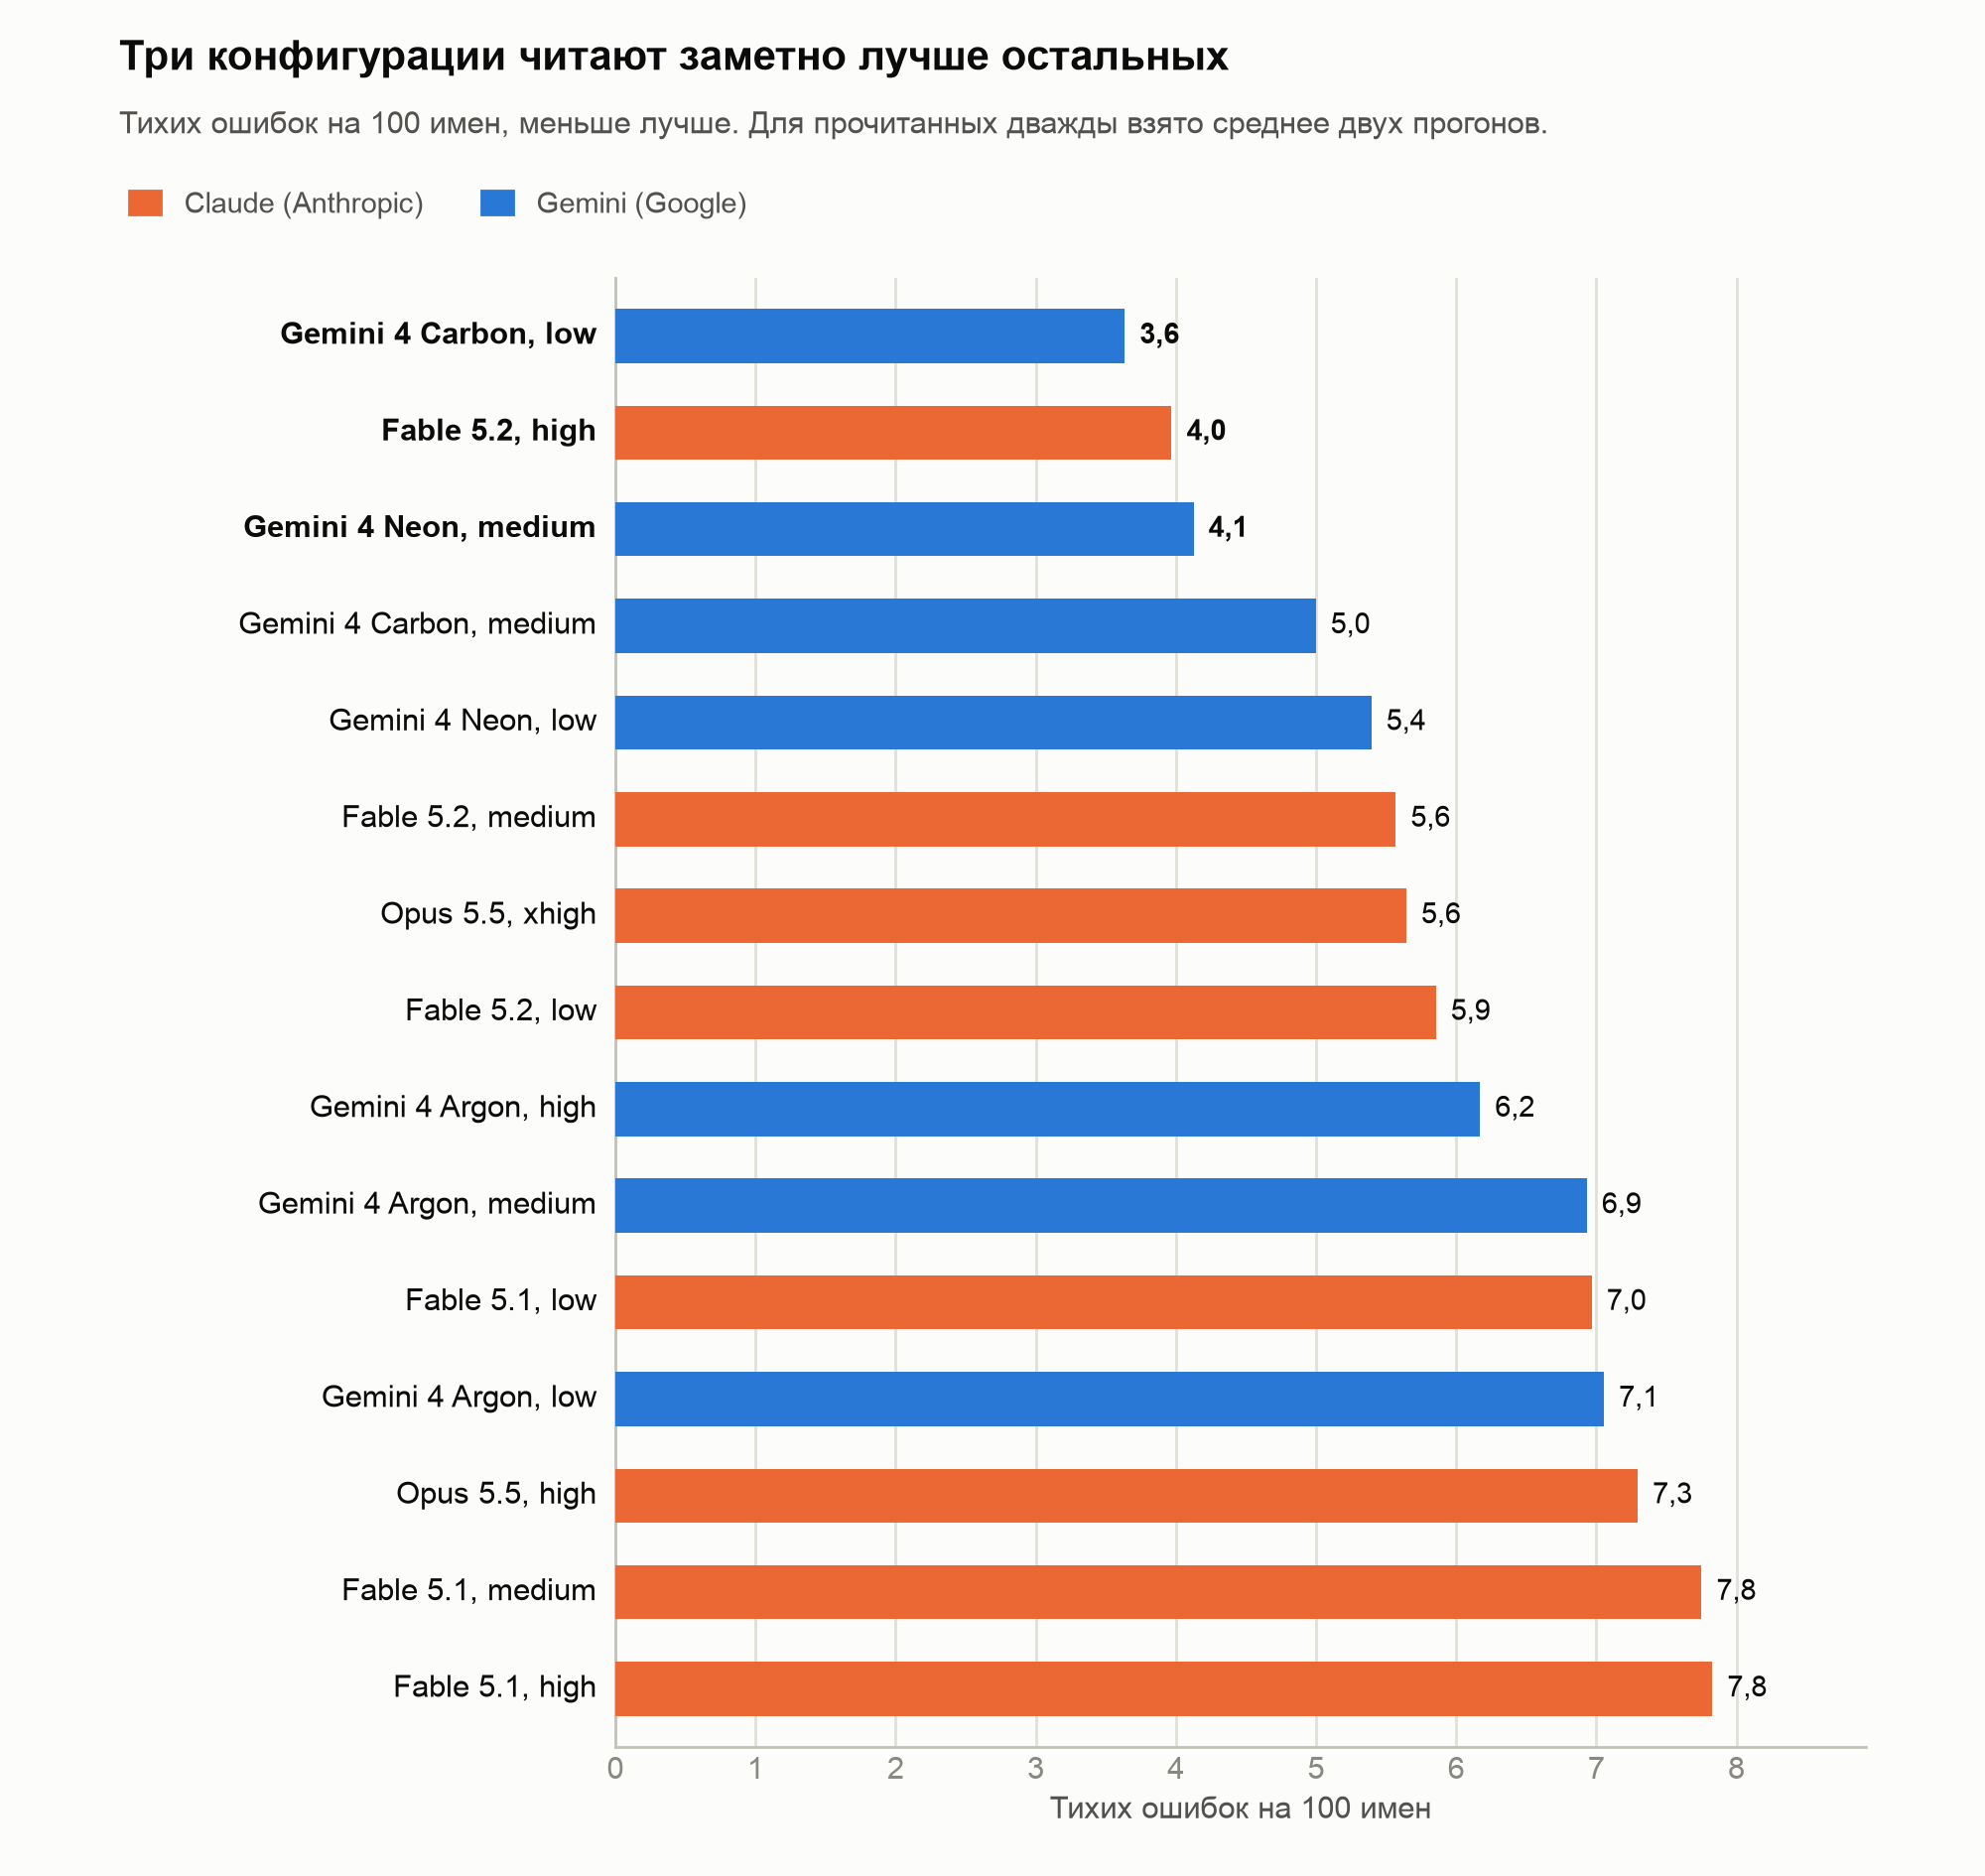 Три конфигурации читают заметно лучше остальных
Тихих ошибок на 100 имен, меньше лучше. Для прочитанных дважды взято среднее двух прогонов.
Claude (Anthropic) Gemini (Google)
Gemini 4 Carbon, low 3,6
Fable 5.2, high 4,0
Gemini 4 Neon, medium 4,1
Gemini 4 Carbon, medium 5,0
Gemini 4 Neon, low 5,4
Fable 5.2, medium 5,6
Opus 5.5, xhigh 5,6
Fable 5.2, low 5,9
Gemini 4 Argon, high 6,2
Gemini 4 Argon, medium 6,9
Fable 5.1, low 7,0
Gemini 4 Argon, low 7,1
Opus 5.5, high 7,3
Fable 5.1, medium 7,8
Fable 5.1, high 7,8
0 1 2 3 4 5 6 7 8
Тихих ошибок на 100 имен